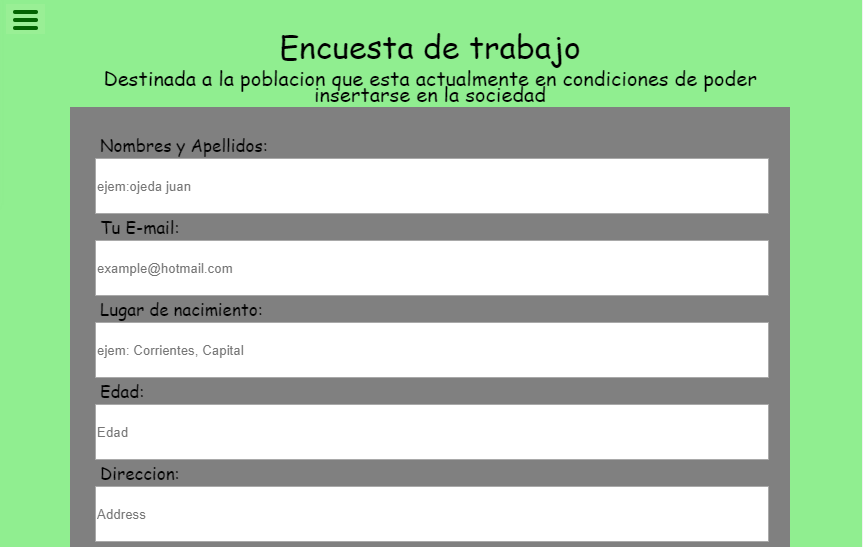 Encuesta de trabajo
Destinada a la poblacion que esta actualmente en condiciones de poder
insertarse en la sociedad
Nombres y Apellidos:
ejem:ojeda juan
Tu E-mail:
example@hotmail.com
Lugar de nacimiento:
ejem: Corrientes, Capital
Edad:
Edad
Direccion:
Address